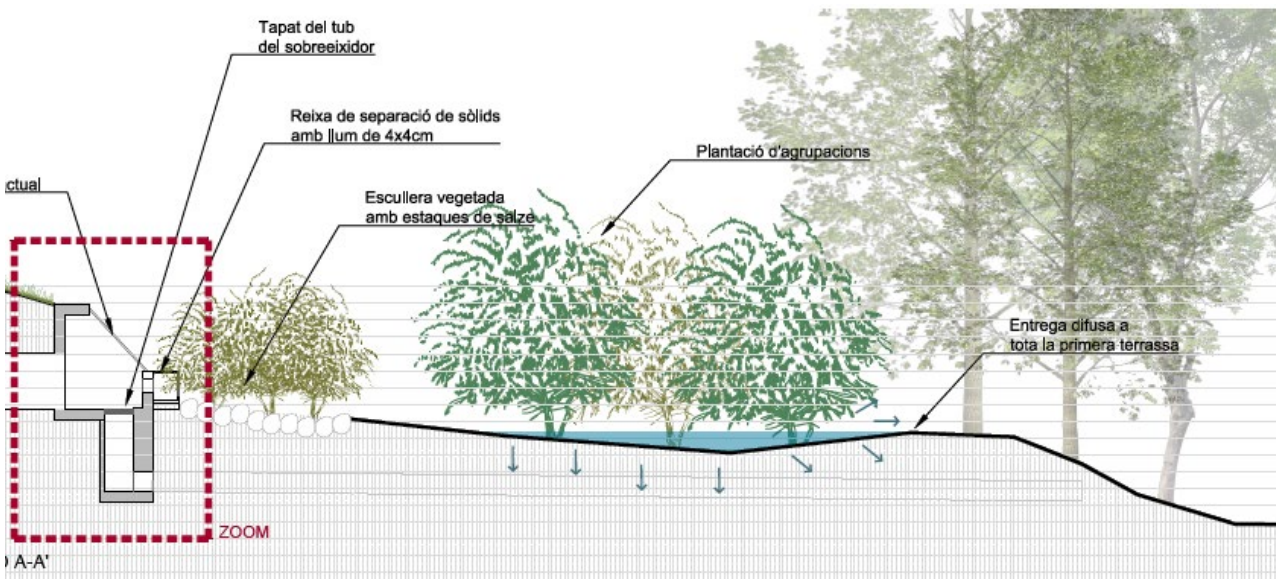 Tapat del tub
del sobreeixidor
Reixa de separació de sòlids
amb llum de 4x4cm
Plantació d'agrupacions
ctual
Escullera vegetada
amb estaques de salze
Entrega difusa a
tota la primera terrassa
ZOOM
A-A'